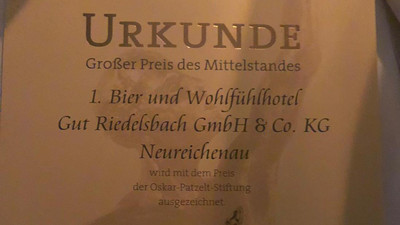 URKUNDE
Großer Preis des Mittelstandes
1. Bier und Wohlfühlhotel
Gut Riedelsbach GmbH & Co. KG
Neureichenau
wird mit dem Preis
der Oskar-Patzelt-Stiftung
ausgezeichnet